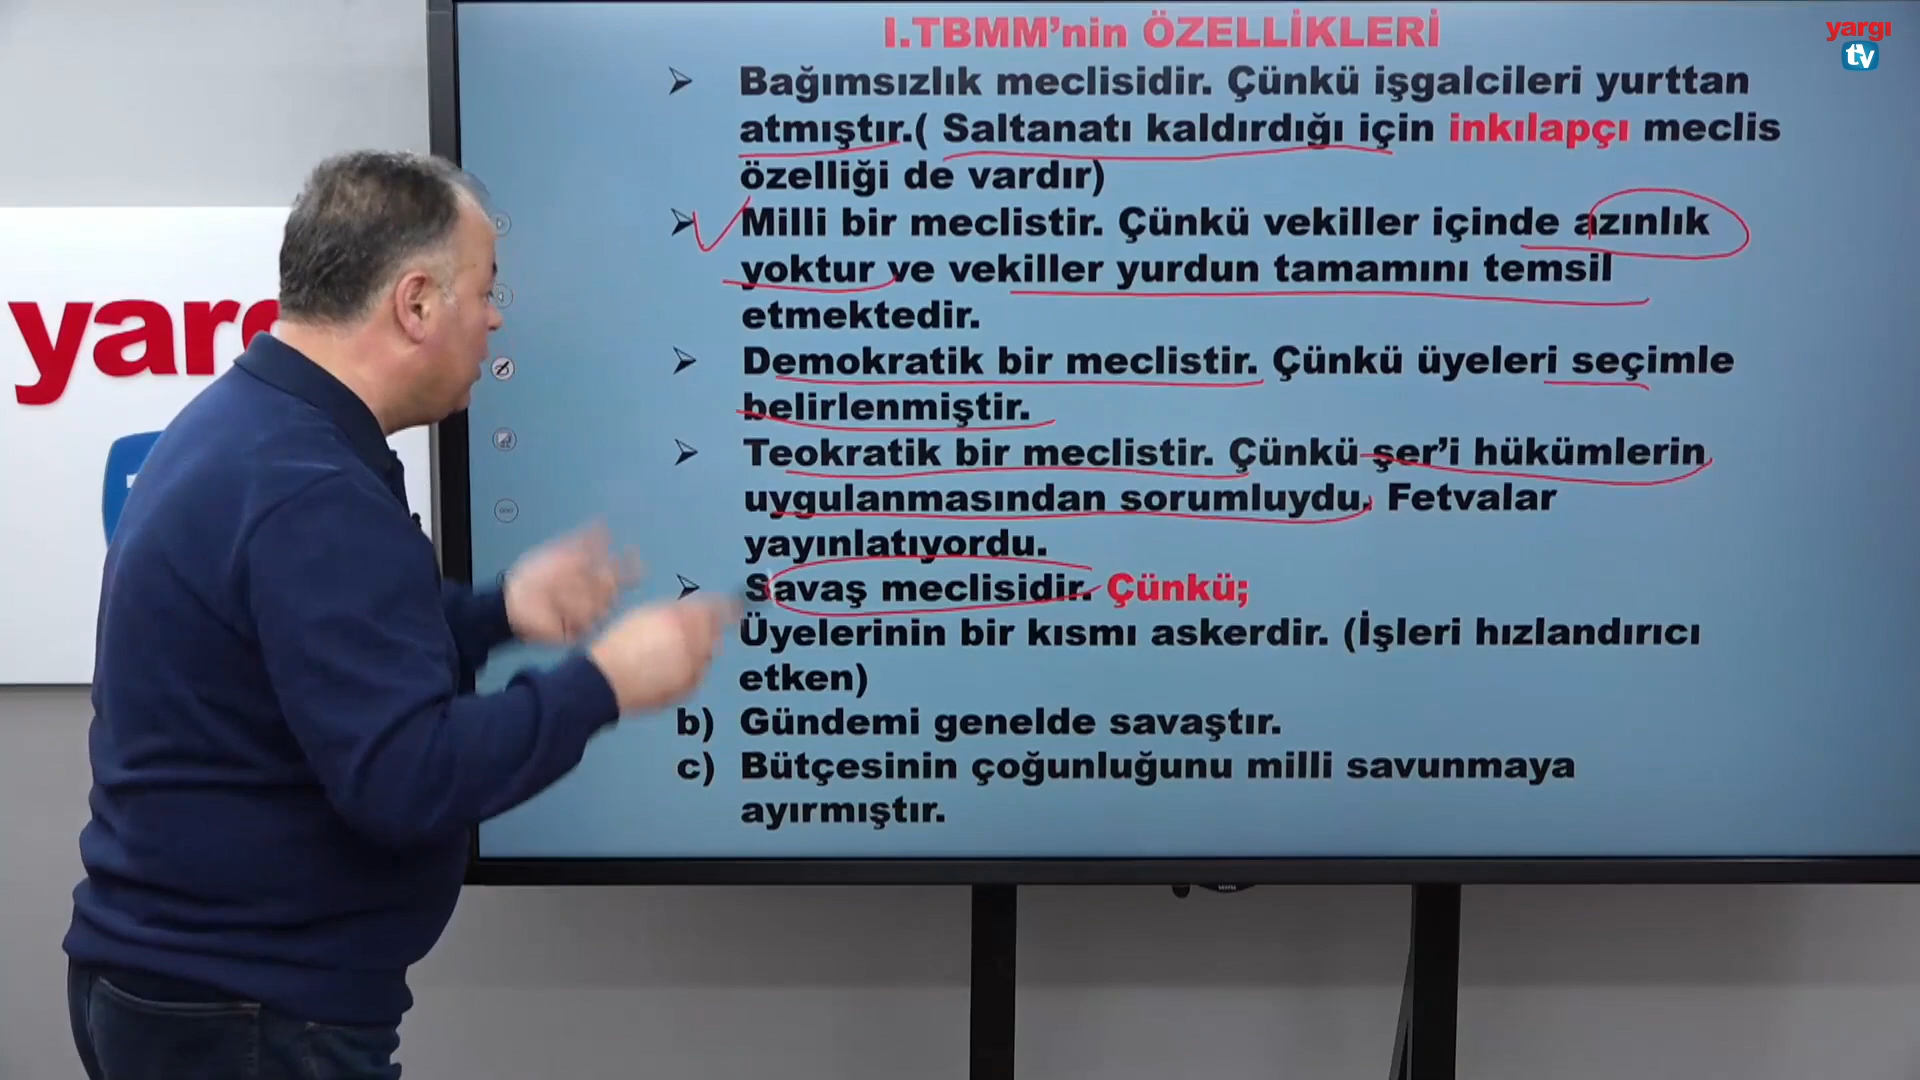 I.TBMM’nin ÖZELLİKLERİ
yargı
tv
➢ Bağımsızlık meclisidir. Çünkü işgalcileri yurttan
atmıştır.( Saltanatı kaldırdığı için inkılapçı meclis
özelliği de vardır)
➢ Milli bir meclistir. Çünkü vekiller içinde azınlık
yoktur ve vekiller yurdun tamamını temsil
etmektedir.
➢ Demokratik bir meclistir. Çünkü üyeleri seçimle
belirlenmiştir.
➢ Teokratik bir meclistir. Çünkü şer’i hükümlerin
uygulanmasından sorumluydu. Fetvalar
yayınlatıyordu.
➢ Savaş meclisidir. Çünkü;
Üyelerinin bir kısmı askerdir. (İşleri hızlandırıcı
etken)
b) Gündemi genelde savaştır.
c) Bütçesinin çoğunluğunu milli savunmaya
ayırmıştır.